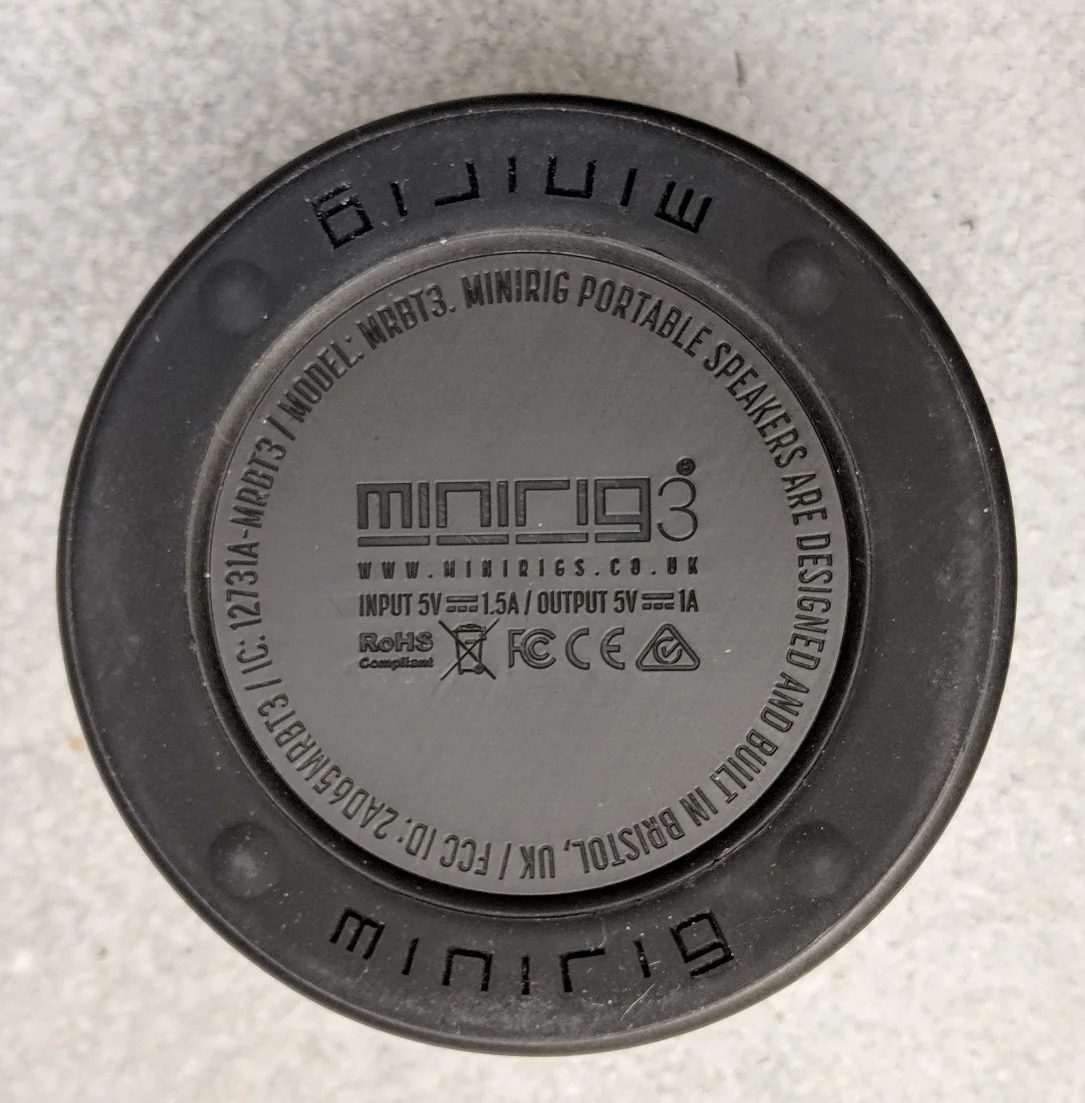 minirig
MINIRIG PORTABLE SPEAKERS ARE DESIGNED AND BUILT IN BRISTOL, UK / FCC ID: 2AD65MRBT3 / IC: 12731A-MRBT3 / MODEL: MRBT3.
minirig3®
WWW.MINIRIGS.CO.UK
INPUT 5V ⎓ 1.5A / OUTPUT 5V ⎓ 1A
RoHS FC CE
Compliant
minirig